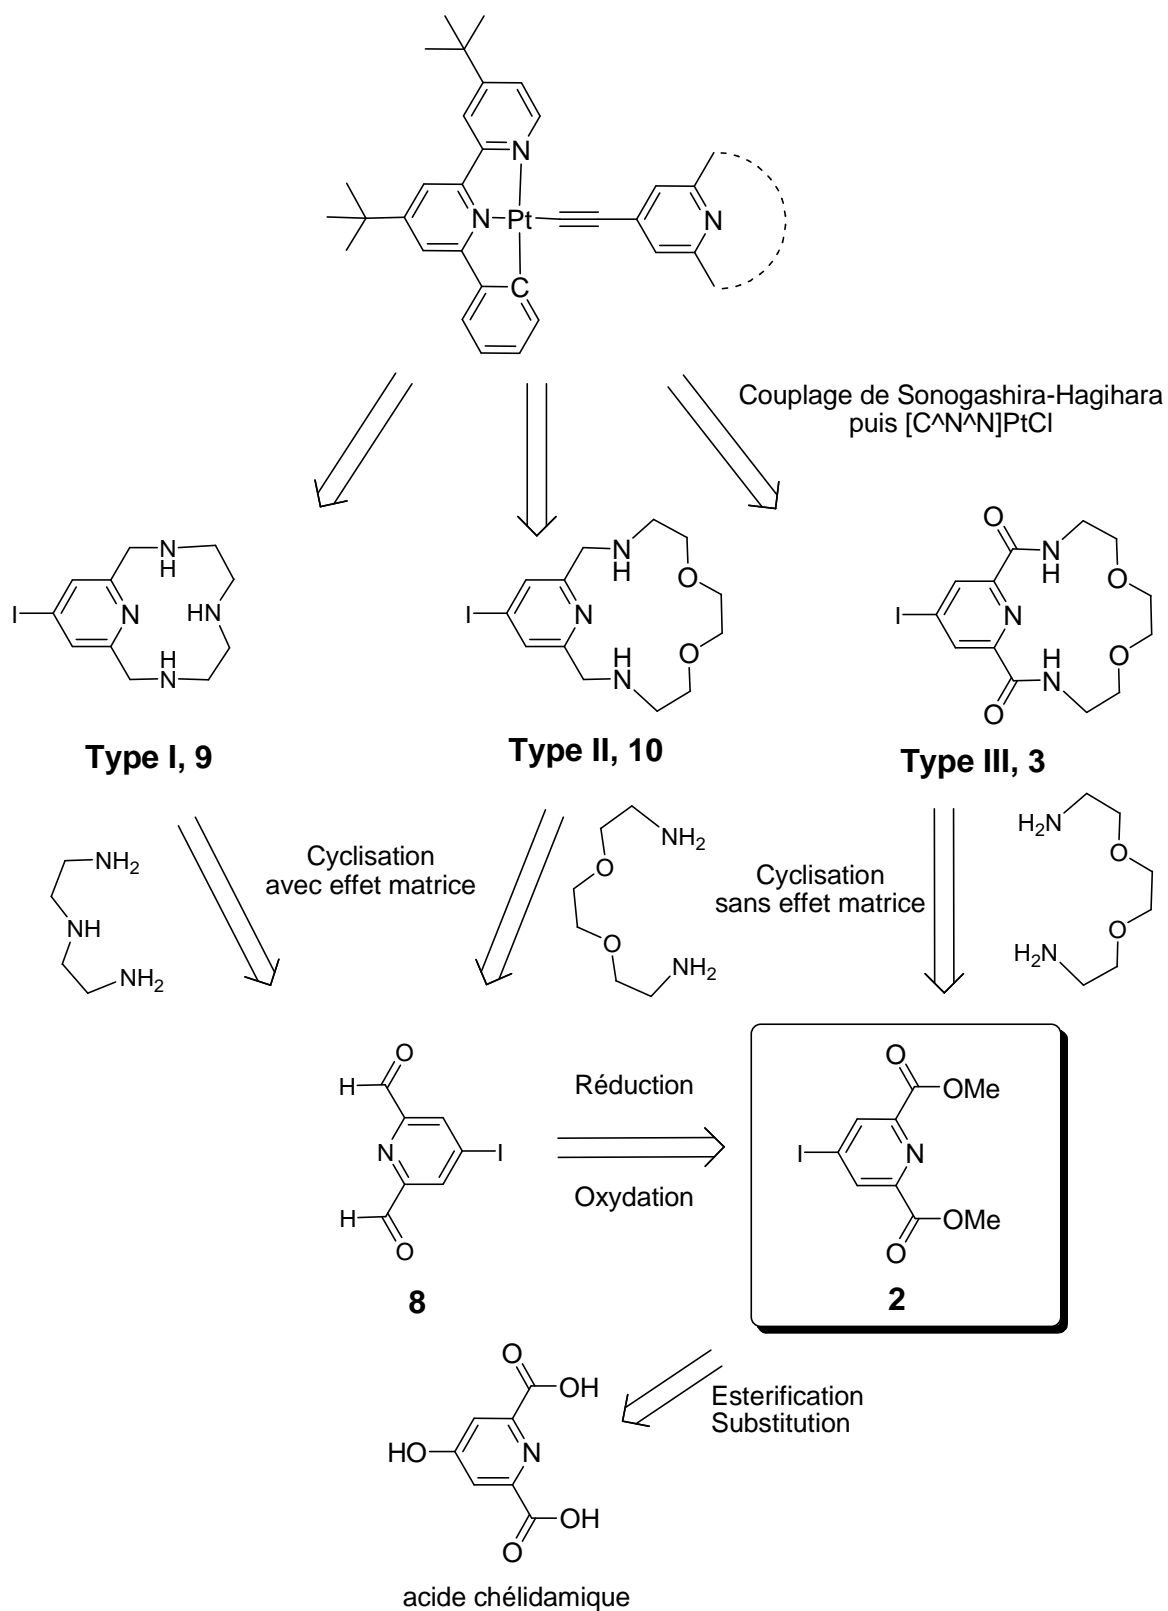 N
N
Pt
C
N
Couplage de Sonogashira-Hagihara
puis [C^N^N]PtCl
I
N
N
H
HN
H
N
I
N
N
H
O
O
H
N
I
N
O
N
H
O
O
H
N
O
Type I, 9
Type II, 10
Type III, 3
NH2
NH
NH2
Cyclisation
avec effet matrice
NH2
O
O
NH2
Cyclisation
sans effet matrice
H2N
O
O
H2N
O
H
N
I
H
O
8
Réduction
Oxydation
O
OMe
I
N
OMe
O
2
O
OH
HO
N
OH
O
Esterification
Substitution
acide chélidamique